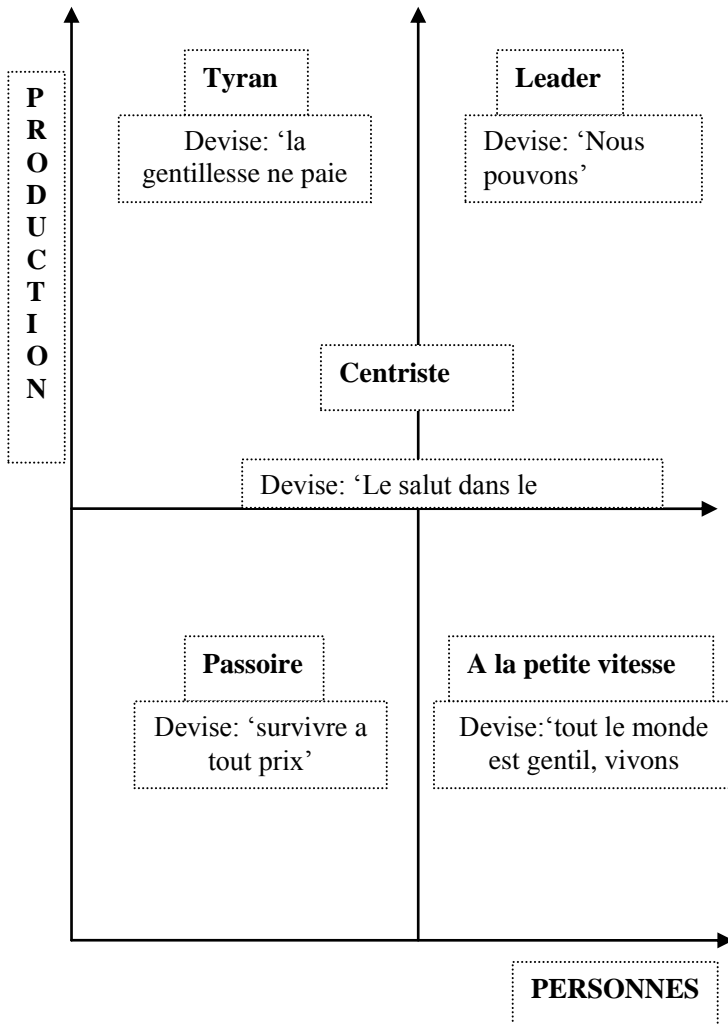 PRODUCTION
Tyran
Devise: ‘la
gentillesse ne paie
Leader
Devise: ‘Nous
pouvons’
Centriste
Devise: ‘Le salut dans le
Passoire
Devise: ‘survivre a
tout prix’
A la petite vitesse
Devise:‘tout le monde
est gentil, vivons
PERSONNES